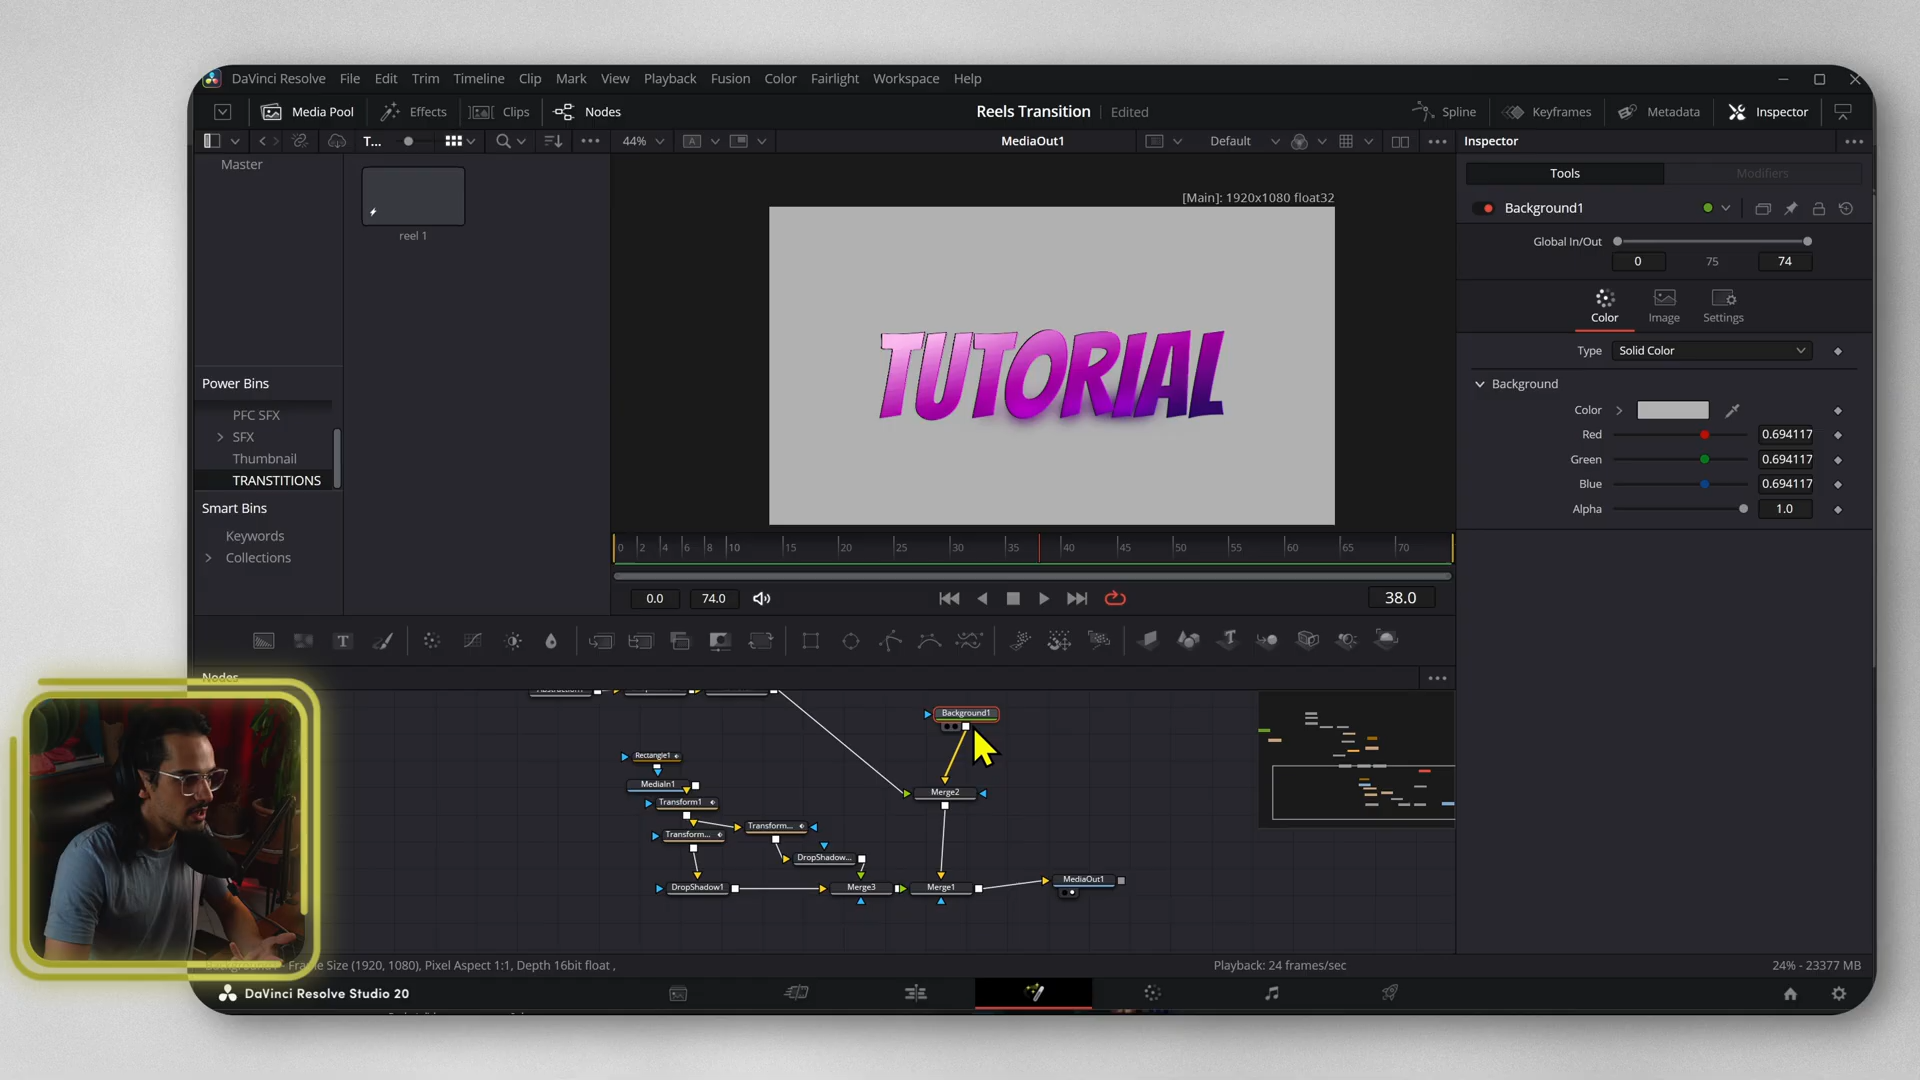 DaVinci Resolve File Edit Trim Timeline Clip Mark View Playback Fusion Color Fairlight Workspace Help
Media Pool Effects Clips Nodes Reels Transition Edited Spline Keyframes Metadata Inspector
T... 44% A MediaOut1 Default Inspector
Master
reel 1
[Main]: 1920x1080 float32
TUTORIAL
Tools Modifiers
Background1
Global In/Out
0 75 74
Color Image Settings
Type Solid Color
Background
Color
Red 0.694117
Green 0.694117
Blue 0.694117
Alpha 1.0
Power Bins
PFC SFX
SFX
Thumbnail
TRANSTITIONS
Smart Bins
Keywords
Collections
0 2 4 6 8 10 15 20 25 30 35 40 45 50 55 60 65 70
0.0 74.0 38.0
T
Nodes
Background1
Rectangle1
MediaIn1
Transform1
Merge2
Transform... Transform...
DropShadow...
DropShadow1 Merge3 Merge1 MediaOut1
Frame Size (1920, 1080), Pixel Aspect 1:1, Depth 16bit float , Playback: 24 frames/sec 24% - 23377 MB
DaVinci Resolve Studio 20